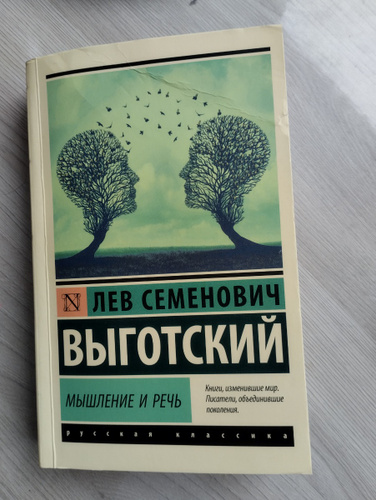 ЛЕВ СЕМЕНОВИЧ
ВЫГОТСКИЙ
МЫШЛЕНИЕ И РЕЧЬ
Книги, изменившие мир.
Писатели, объединившие
поколения.
русская классика